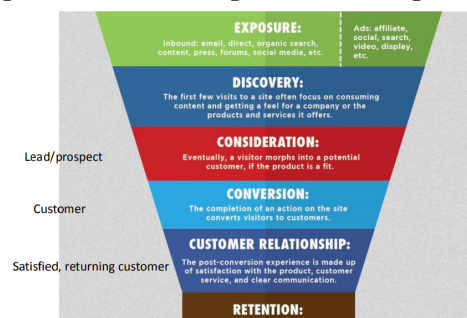 EXPOSURE:
Inbound: email, direct, organic search,
content, press, forums, social media, etc.
Ads: affiliate,
social, search,
video, display,
etc.
DISCOVERY:
The first few visits to a site often focus on consuming
content and getting a feel for a company or the
products and services it offers.
Lead/prospect
CONSIDERATION:
Eventually, a visitor morphs into a potential
customer, if the product is a fit.
Customer
CONVERSION:
The completion of an action on the site
converts visitors to customers.
Satisfied, returning customer
CUSTOMER RELATIONSHIP:
The post-conversion experience is made up
of satisfaction with the product, customer
service, and clear communication.
RETENTION: